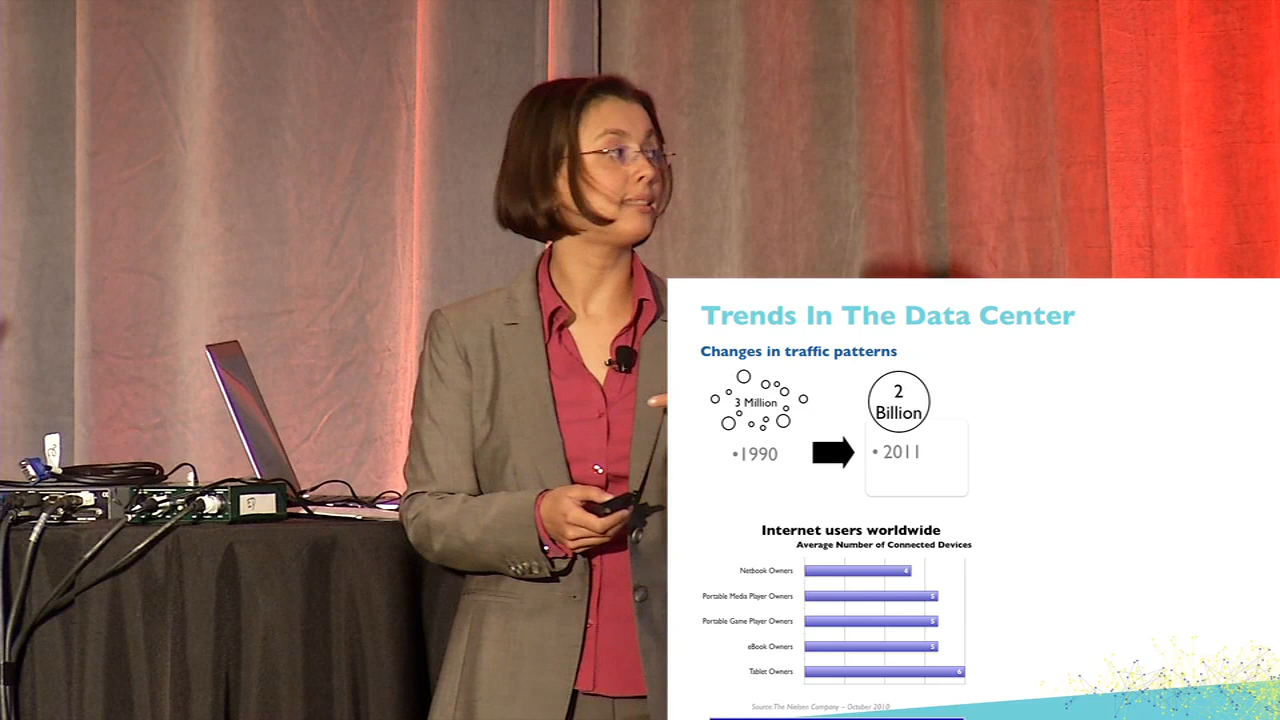 Trends In The Data Center
Changes in traffic patterns
3 Million
2
Billion
•1990
• 2011
Internet users worldwide
Average Number of Connected Devices
Netbook Owners 4
Portable Media Player Owners 5
Portable Game Player Owners 5
eBook Owners 5
Tablet Owners 6
Source: The Nielsen Company – October 2010